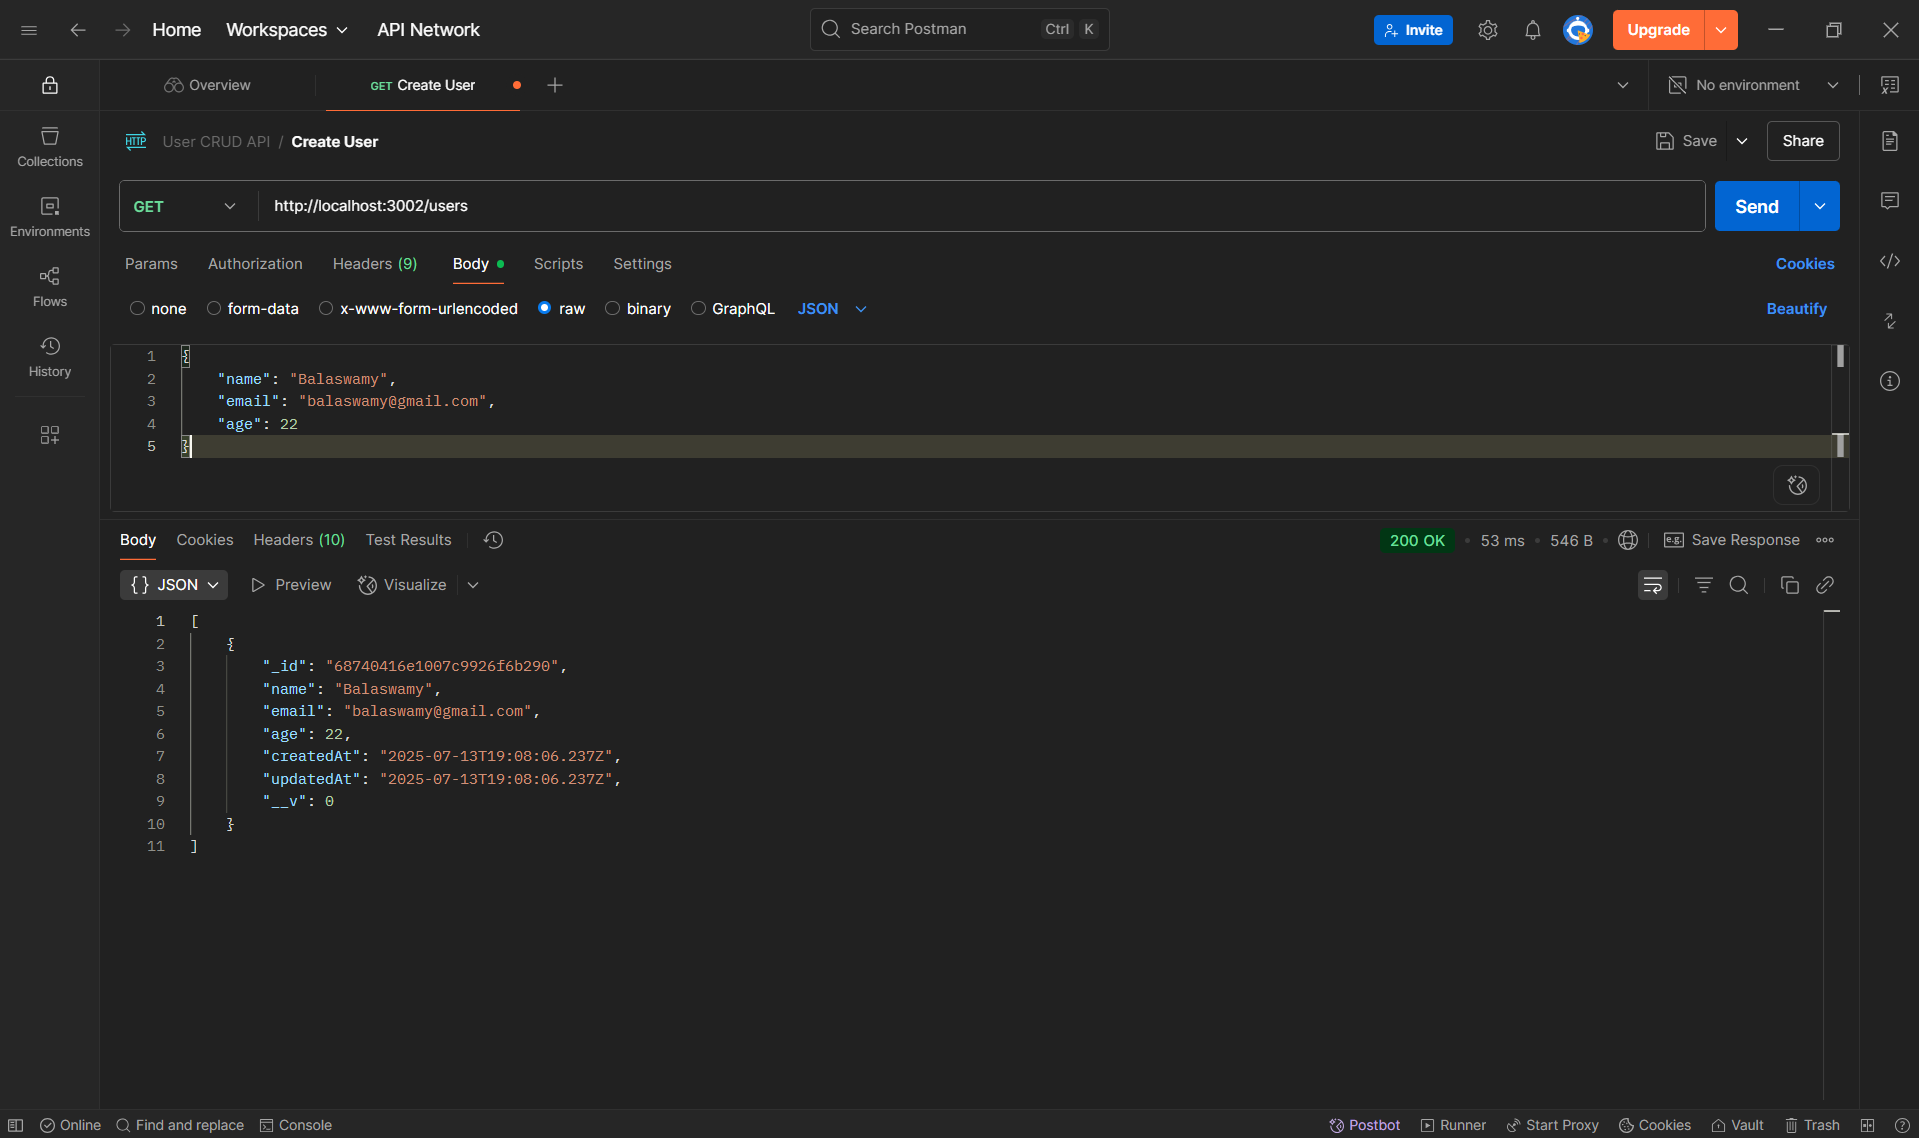 Home Workspaces API Network Search Postman Ctrl K Invite Upgrade
Overview GET Create User No environment
HTTP User CRUD API / Create User Save Share
Collections
Environments
Flows
History
GET http://localhost:3002/users Send
Params Authorization Headers (9) Body Scripts Settings Cookies
none form-data x-www-form-urlencoded raw binary GraphQL JSON Beautify
1 {
2 "name": "Balaswamy",
3 "email": "balaswamy@gmail.com",
4 "age": 22
5 }
Body Cookies Headers (10) Test Results 200 OK • 53 ms • 546 B • e.g. Save Response
{} JSON Preview Visualize
1 [
2 {
3 "_id": "68740416e1007c9926f6b290",
4 "name": "Balaswamy",
5 "email": "balaswamy@gmail.com",
6 "age": 22,
7 "createdAt": "2025-07-13T19:08:06.237Z",
8 "updatedAt": "2025-07-13T19:08:06.237Z",
9 "__v": 0
10 }
11 ]
Online Find and replace Console Postbot Runner Start Proxy Cookies Vault Trash